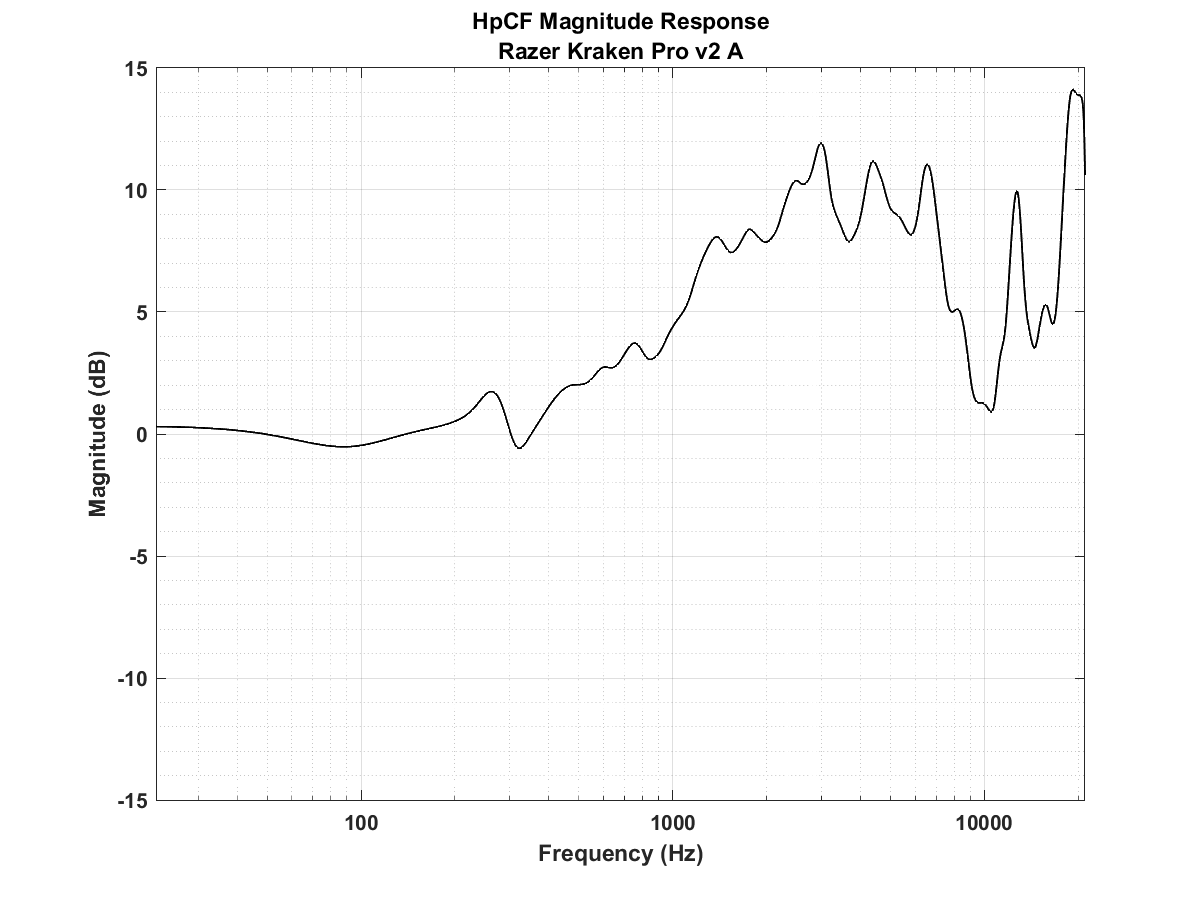 HpCF Magnitude Response
Razer Kraken Pro v2 A
15
10
5
0
-5
-10
-15
Magnitude (dB)
100 1000 10000
Frequency (Hz)